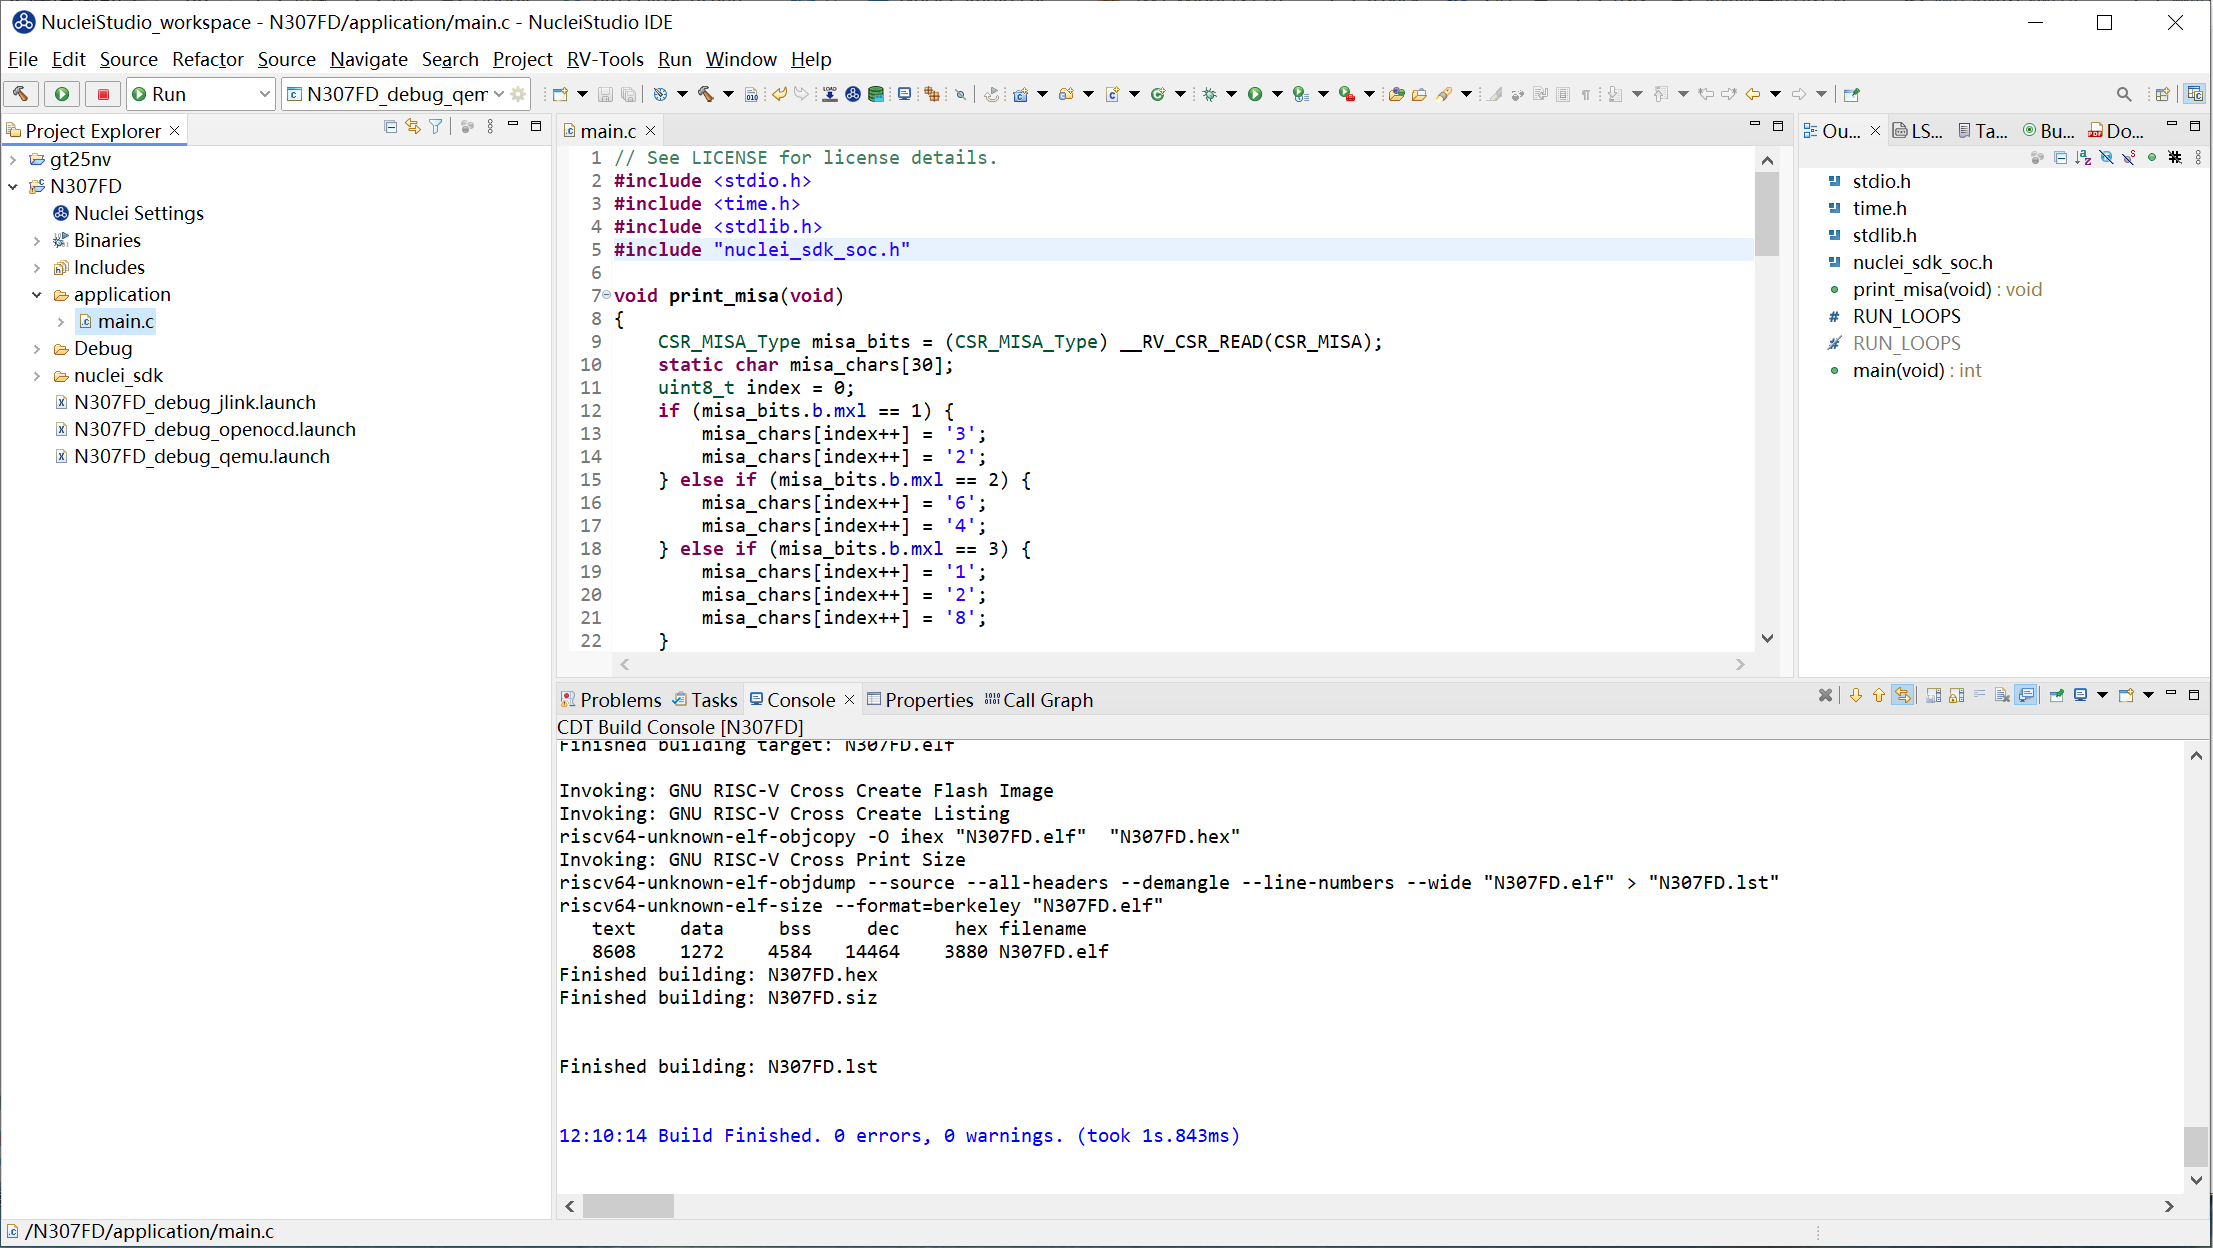 NucleiStudio_workspace - N307FD/application/main.c - NucleiStudio IDE
File Edit Source Refactor Source Navigate Search Project RV-Tools Run Window Help
Run
N307FD_debug_qem
Project Explorer
gt25nv
N307FD
Nuclei Settings
Binaries
Includes
application
main.c
Debug
nuclei_sdk
N307FD_debug_jlink.launch
N307FD_debug_openocd.launch
N307FD_debug_qemu.launch
main.c
1 // See LICENSE for license details.
2 #include <stdio.h>
3 #include <time.h>
4 #include <stdlib.h>
5 #include "nuclei_sdk_soc.h"
6
7 void print_misa(void)
8 {
9     CSR_MISA_Type misa_bits = (CSR_MISA_Type) __RV_CSR_READ(CSR_MISA);
10     static char misa_chars[30];
11     uint8_t index = 0;
12     if (misa_bits.b.mxl == 1) {
13         misa_chars[index++] = '3';
14         misa_chars[index++] = '2';
15     } else if (misa_bits.b.mxl == 2) {
16         misa_chars[index++] = '6';
17         misa_chars[index++] = '4';
18     } else if (misa_bits.b.mxl == 3) {
19         misa_chars[index++] = '1';
20         misa_chars[index++] = '2';
21         misa_chars[index++] = '8';
22     }
Ou... LS... Ta... Bu... Do...
stdio.h
time.h
stdlib.h
nuclei_sdk_soc.h
print_misa(void) : void
RUN_LOOPS
RUN_LOOPS
main(void) : int
Problems Tasks Console Properties Call Graph
CDT Build Console [N307FD]
Finished building target: N307FD.elf
Invoking: GNU RISC-V Cross Create Flash Image
Invoking: GNU RISC-V Cross Create Listing
riscv64-unknown-elf-objcopy -O ihex "N307FD.elf"  "N307FD.hex"
Invoking: GNU RISC-V Cross Print Size
riscv64-unknown-elf-objdump --source --all-headers --demangle --line-numbers --wide "N307FD.elf" > "N307FD.lst"
riscv64-unknown-elf-size --format=berkeley "N307FD.elf"
text data bss dec hex filename
8608 1272 4584 14464 3880 N307FD.elf
Finished building: N307FD.hex
Finished building: N307FD.siz
Finished building: N307FD.lst
12:10:14 Build Finished. 0 errors, 0 warnings. (took 1s.843ms)
/N307FD/application/main.c